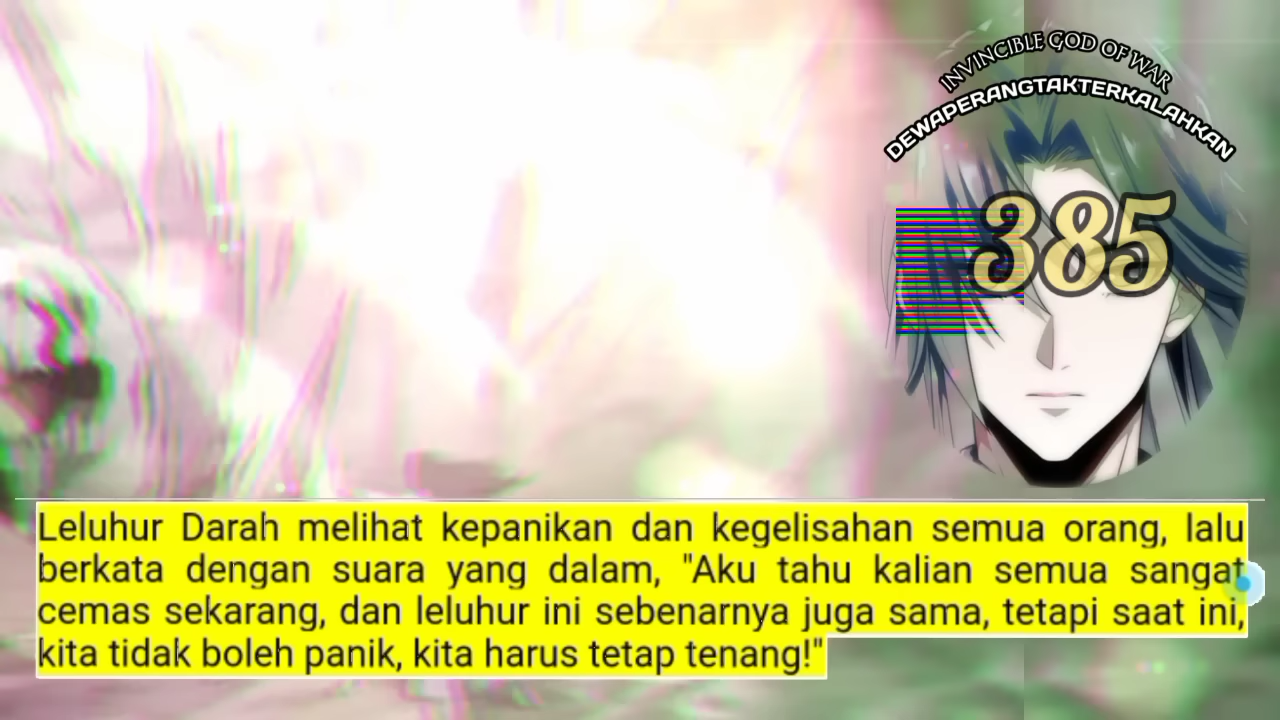 INVINCIBLE GOD OF WAR
DEWAPERANGTAKTERKALAHKAN
385
Leluhur Darah melihat kepanikan dan kegelisahan semua orang, lalu
berkata dengan suara yang dalam, "Aku tahu kalian semua sangat
cemas sekarang, dan leluhur ini sebenarnya juga sama, tetapi saat ini,
kita tidak boleh panik, kita harus tetap tenang!"